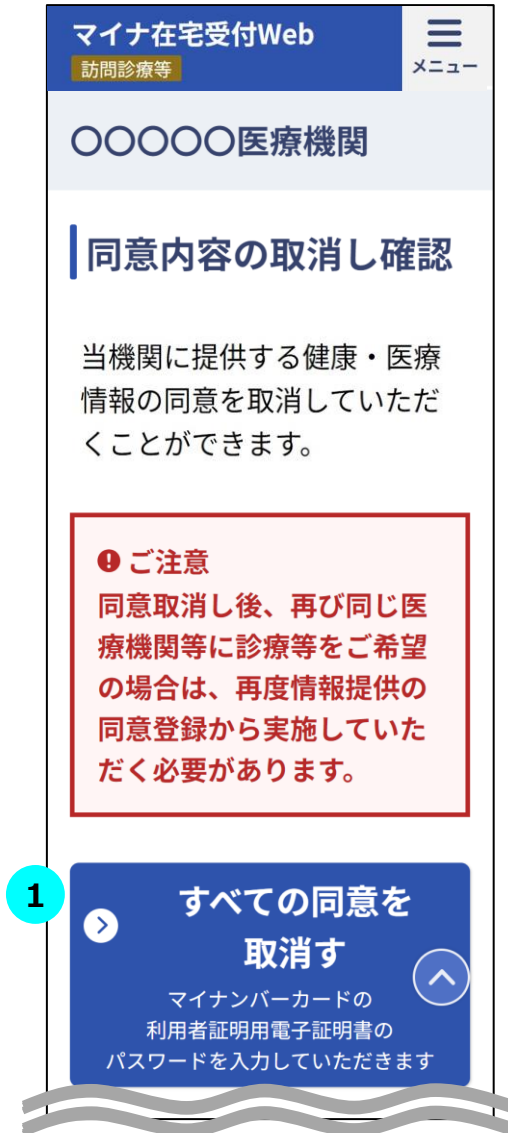 マイナ在宅受付Web
訪問診療等
メニュー
〇〇〇〇〇医療機関
同意内容の取消し確認
当機関に提供する健康・医療
情報の同意を取消していただ
くことができます。
ご注意
同意取消し後、再び同じ医
療機関等に診療等をご希望
の場合は、再度情報提供の
同意登録から実施していた
だく必要があります。
1
すべての同意を
取消す
マイナンバーカードの
利用者証明用電子証明書の
パスワードを入力していただきます